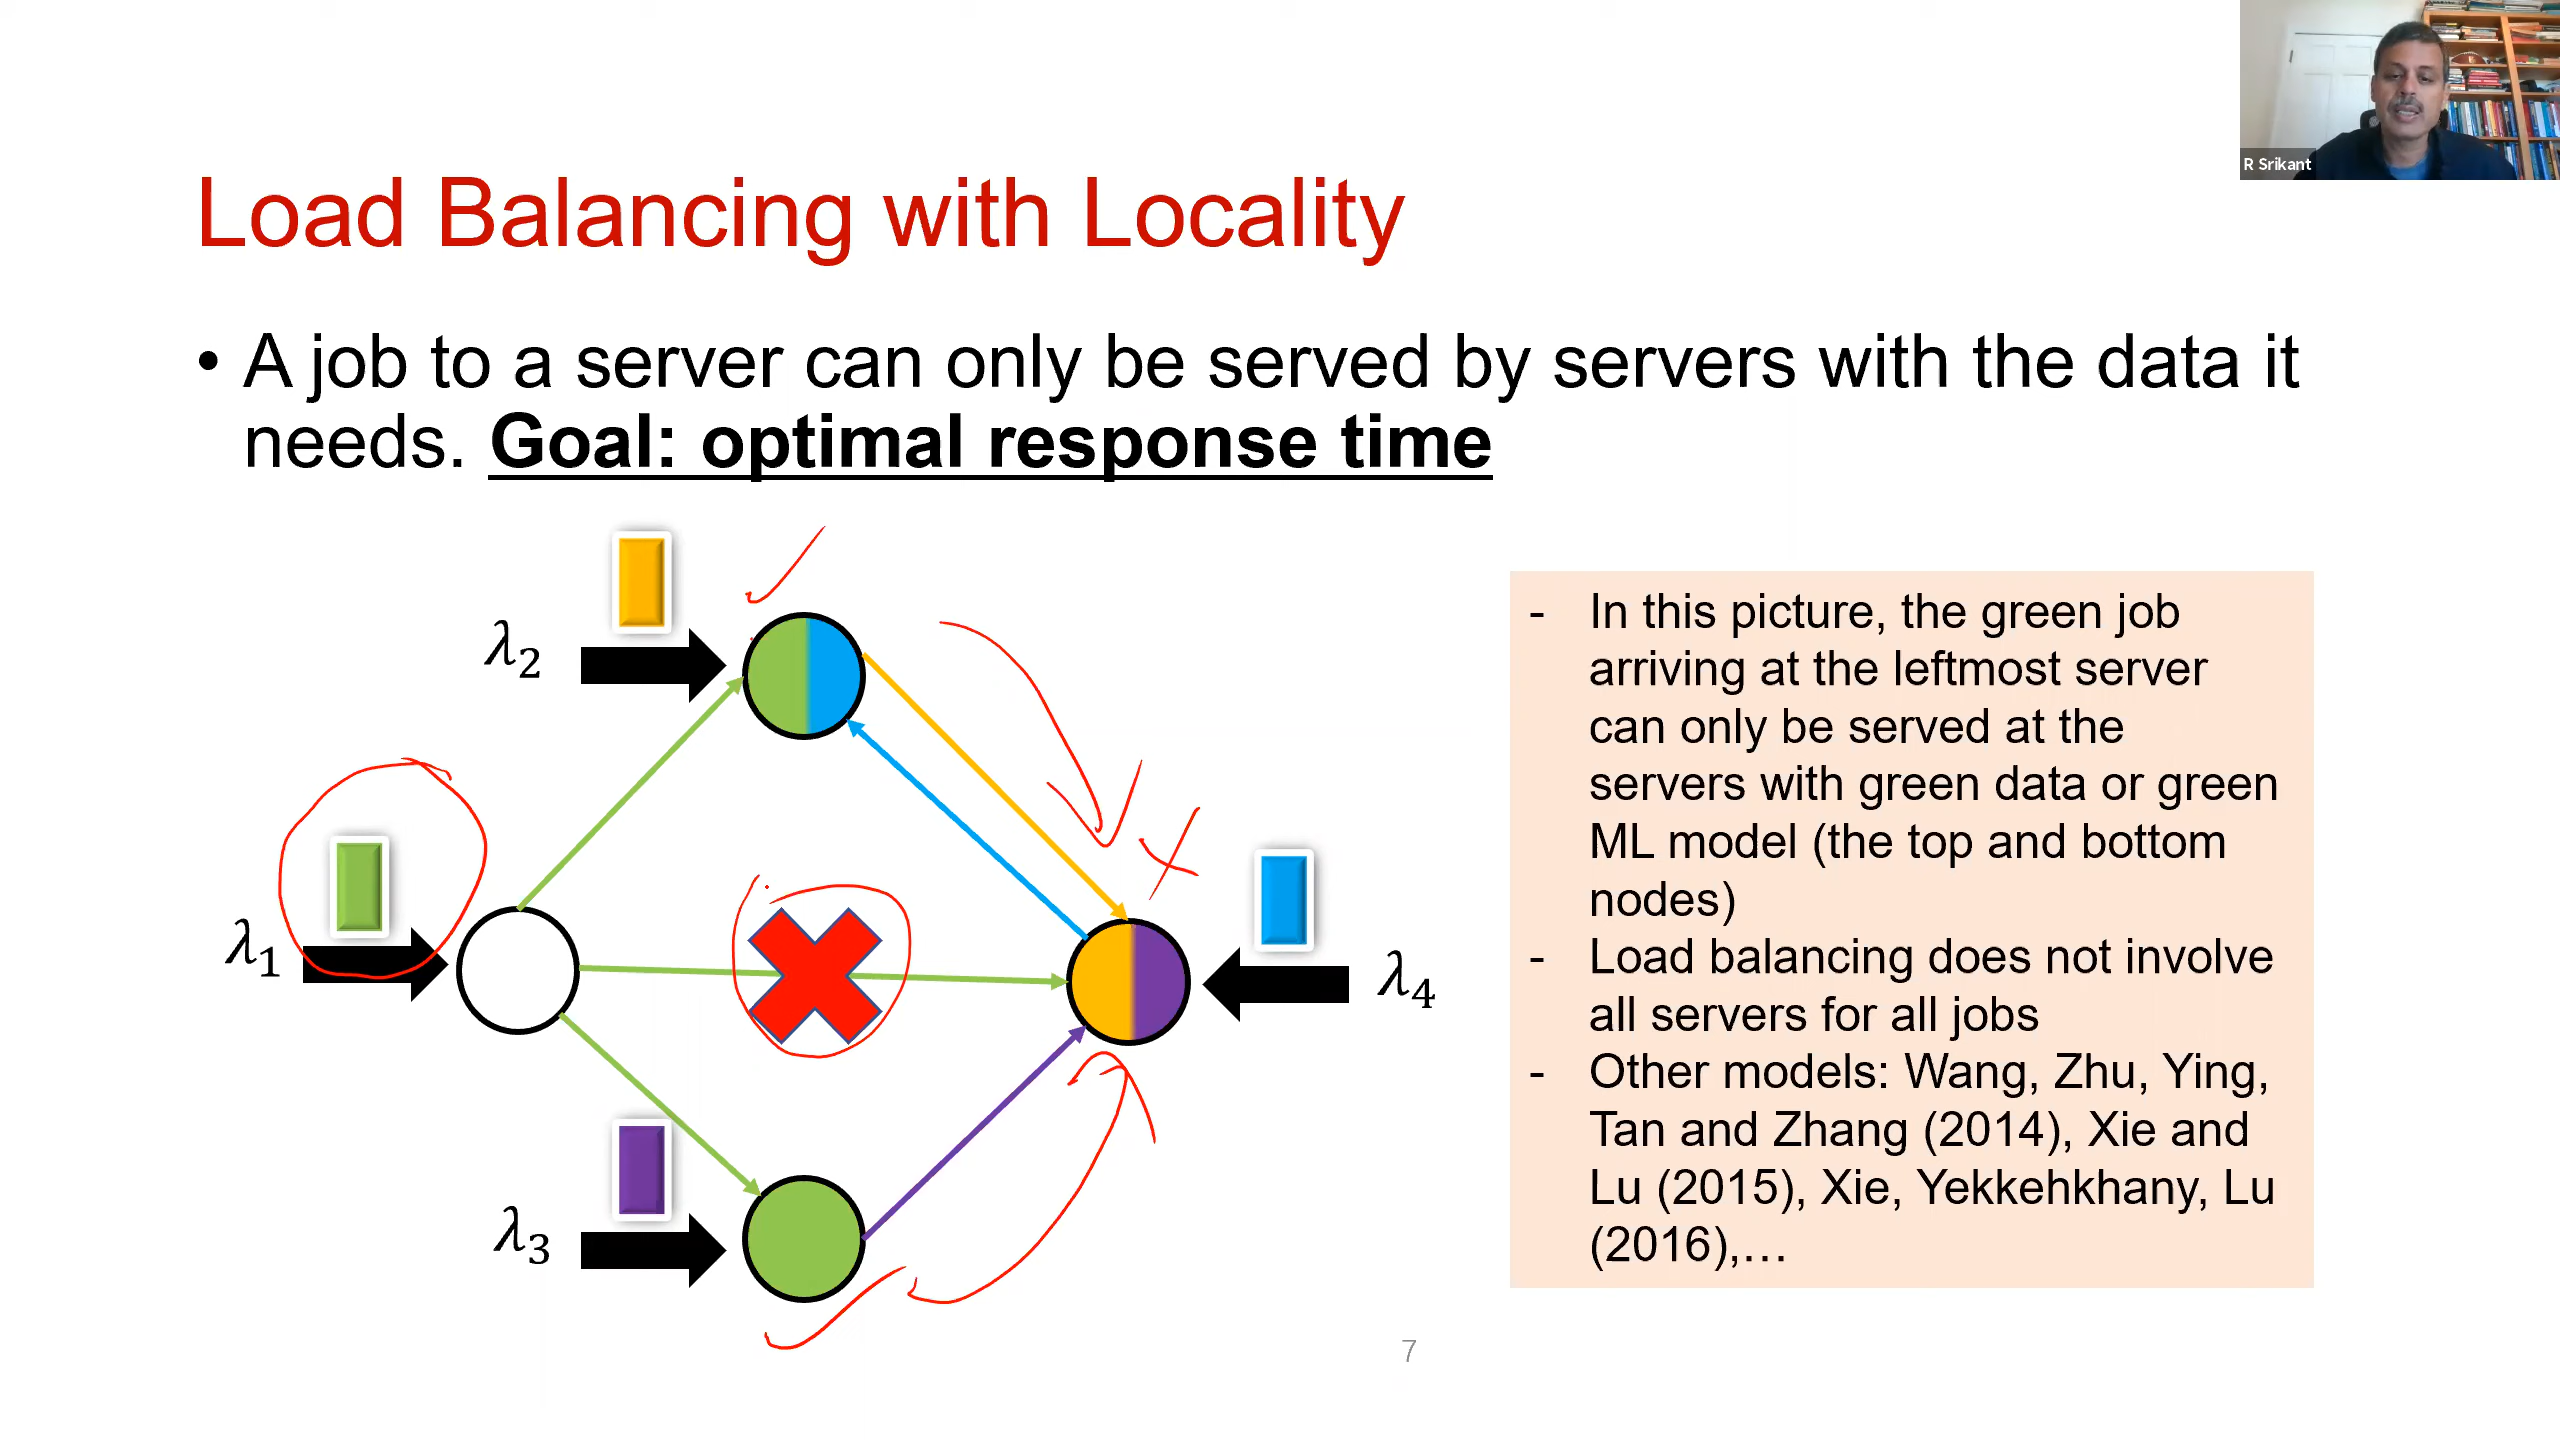 R Srikant
Load Balancing with Locality
• A job to a server can only be served by servers with the data it
needs. Goal: optimal response time
λ2
λ1
λ4
λ3
- In this picture, the green job
arriving at the leftmost server
can only be served at the
servers with green data or green
ML model (the top and bottom
nodes)
- Load balancing does not involve
all servers for all jobs
- Other models: Wang, Zhu, Ying,
Tan and Zhang (2014), Xie and
Lu (2015), Xie, Yekkehkhany, Lu
(2016),…
7